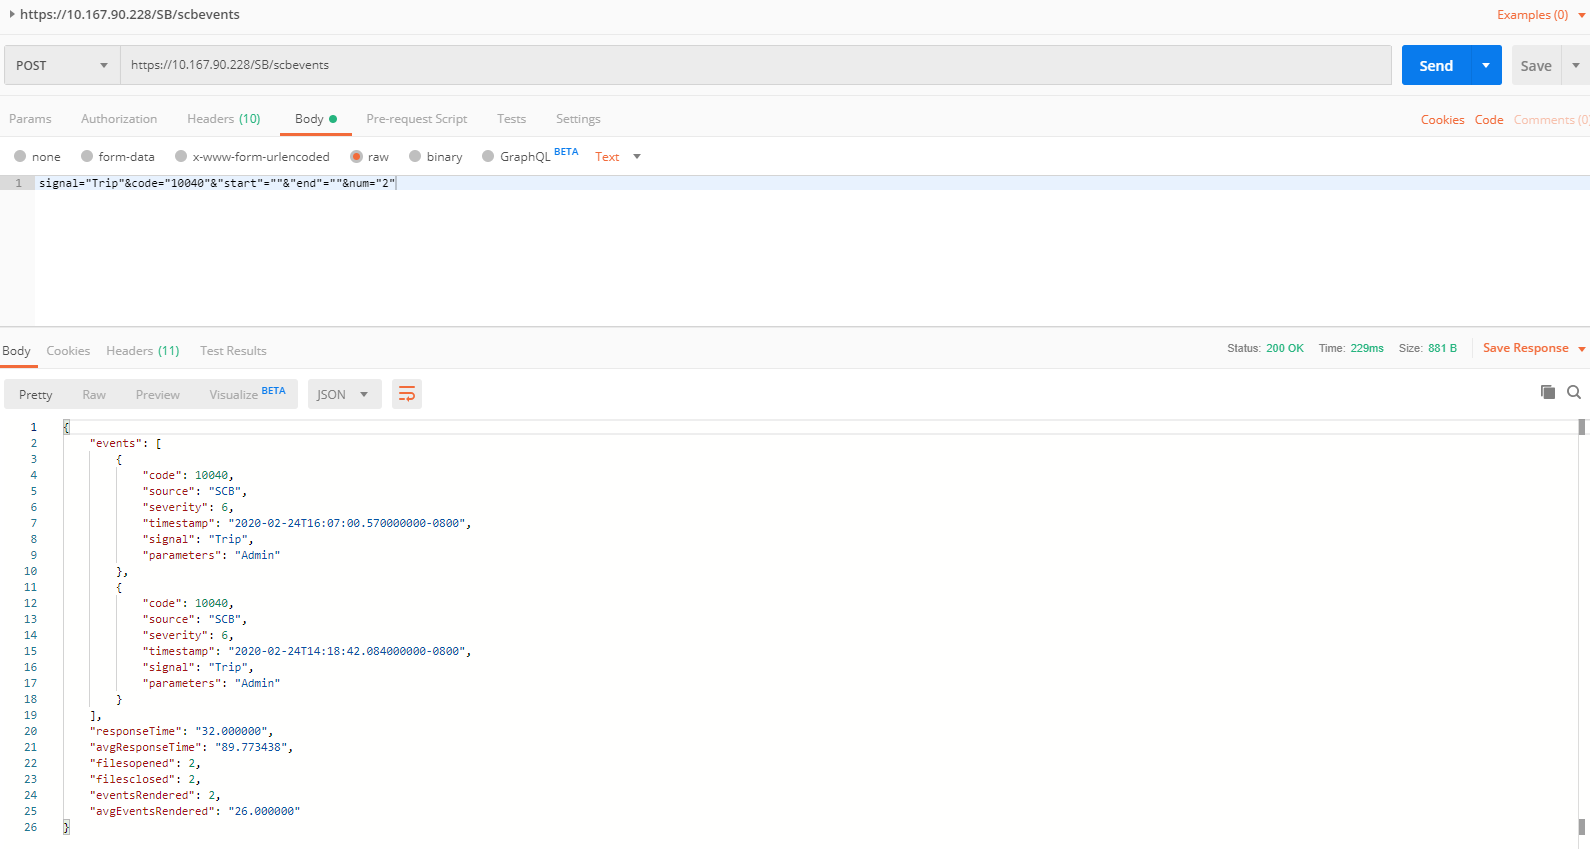 https://10.167.90.228/SB/scbevents
Examples (0)
POST
https://10.167.90.228/SB/scbevents
Send
Save
Params
Authorization
Headers (10)
Body
Pre-request Script
Tests
Settings
Cookies
Code
Comments (0)
none
form-data
x-www-form-urlencoded
raw
binary
GraphQL BETA
Text
1 signal="Trip"&code="10040"&"start"=""&"end"=""&num="2"
Body
Cookies
Headers (11)
Test Results
Status: 200 OK
Time: 229ms
Size: 881 B
Save Response
Pretty
Raw
Preview
Visualize BETA
JSON
1 {
2 "events": [
3 {
4 "code": 10040,
5 "source": "SCB",
6 "severity": 6,
7 "timestamp": "2020-02-24T16:07:00.570000000-0800",
8 "signal": "Trip",
9 "parameters": "Admin"
10 },
11 {
12 "code": 10040,
13 "source": "SCB",
14 "severity": 6,
15 "timestamp": "2020-02-24T14:18:42.084000000-0800",
16 "signal": "Trip",
17 "parameters": "Admin"
18 }
19 ],
20 "responseTime": "32.000000",
21 "avgResponseTime": "89.773438",
22 "filesopened": 2,
23 "filesclosed": 2,
24 "eventsRendered": 2,
25 "avgEventsRendered": "26.000000"
26 }